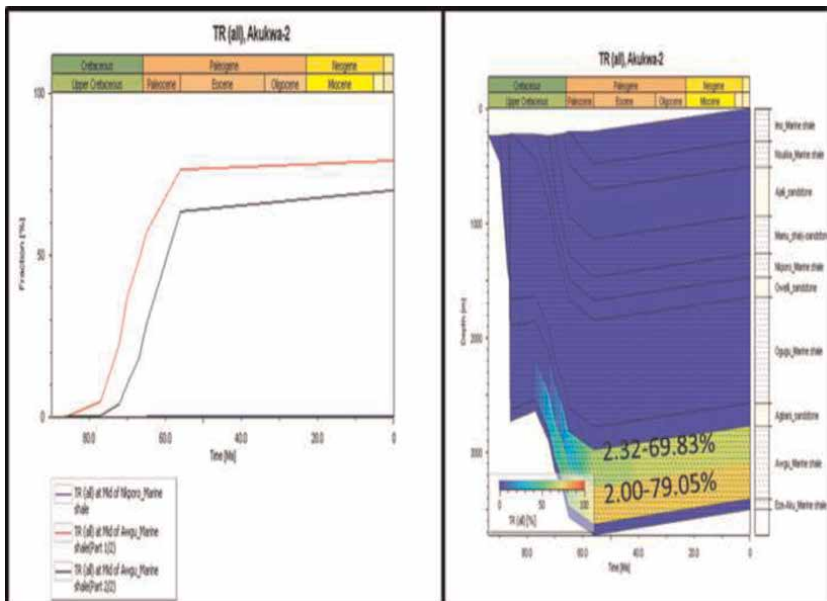 TR (all), Akukwa-2
Cretaceous Paleogene Neogene
Upper Cretaceous Paleocene Eocene Oligocene Miocene
100
50
0
Fraction [%]
80.0 60.0 40.0 20.0 0
Time [Ma]
TR (all) at Mid of Nkporo_Marine
shale
TR (all) at Mid of Awgu_Marine
shale(Part 1/2)
TR (all) at Mid of Awgu_Marine
shale(Part 2/2)
TR (all), Akukwa-2
Cretaceous Paleogene Neogene
Upper Cretaceous Paleocene Eocene Oligocene Miocene
0
1000
2000
3000
Depth [m]
Imo_Marine shale
Nsukka_Marine shale
Ajali_sandstone
Mamu_shaly-sandstone
Nkporo_Marine shale
Owelli_sandstone
Ogugu_Marine shale
Agbani_sandstone
Awgu_Marine shale
Eze-Aku_Marine shale
2.32-69.83%
2.00-79.05%
0 50 100
TR (all) [%]
80.0 60.0 40.0 20.0 0
Time [Ma]